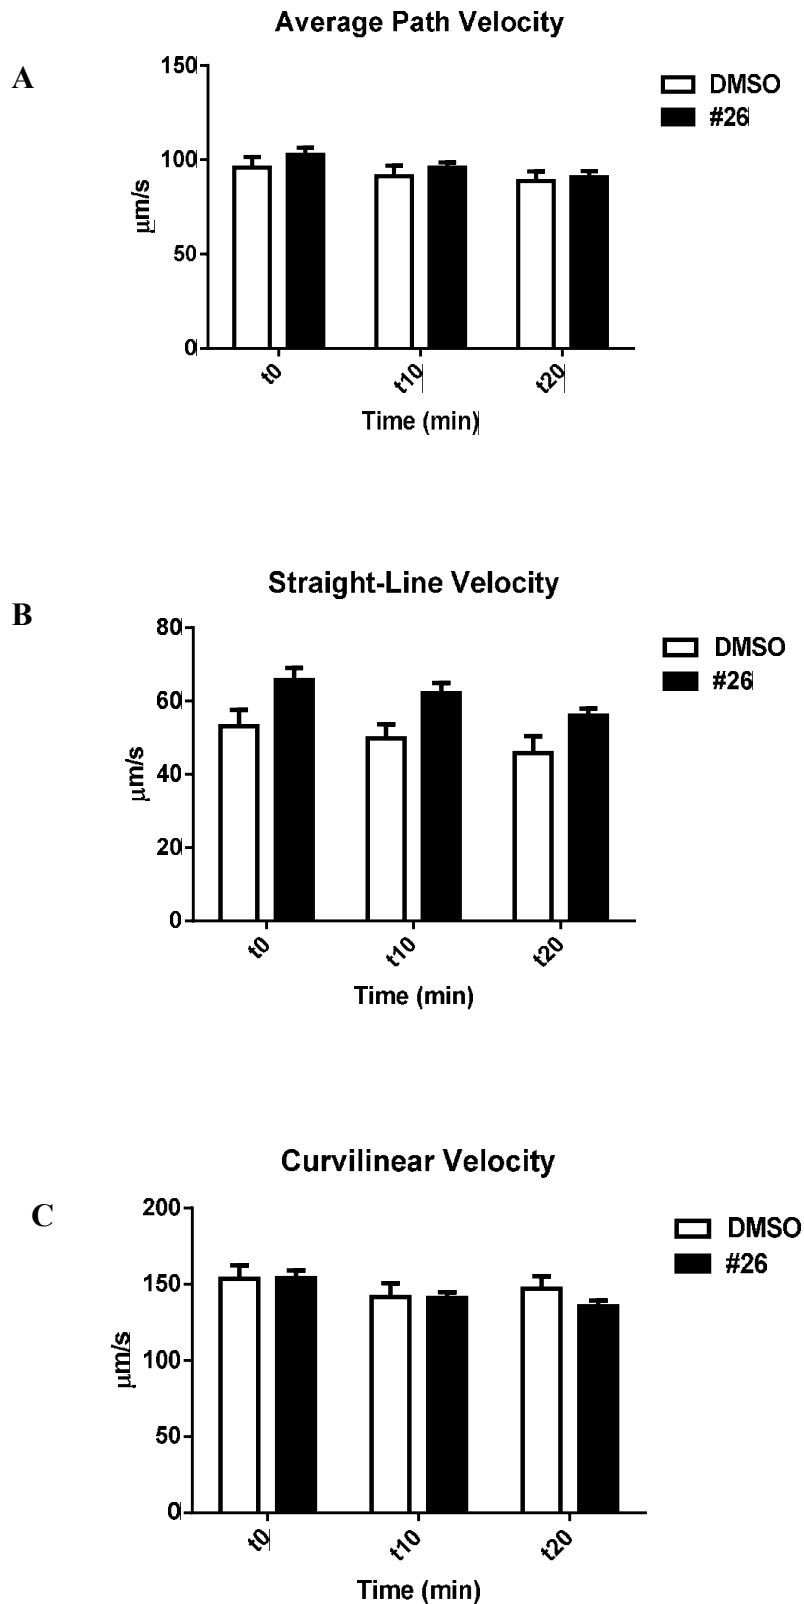 Average Path Velocity
A
150
100
50
0
μm/s
DMSO
#26
t0
t10
t20
Time (min)
Straight-Line Velocity
B
80
60
40
20
0
μm/s
DMSO
#26
t0
t10
t20
Time (min)
Curvilinear Velocity
C
200
150
100
50
0
μm/s
DMSO
#26
t0
t10
t20
Time (min)